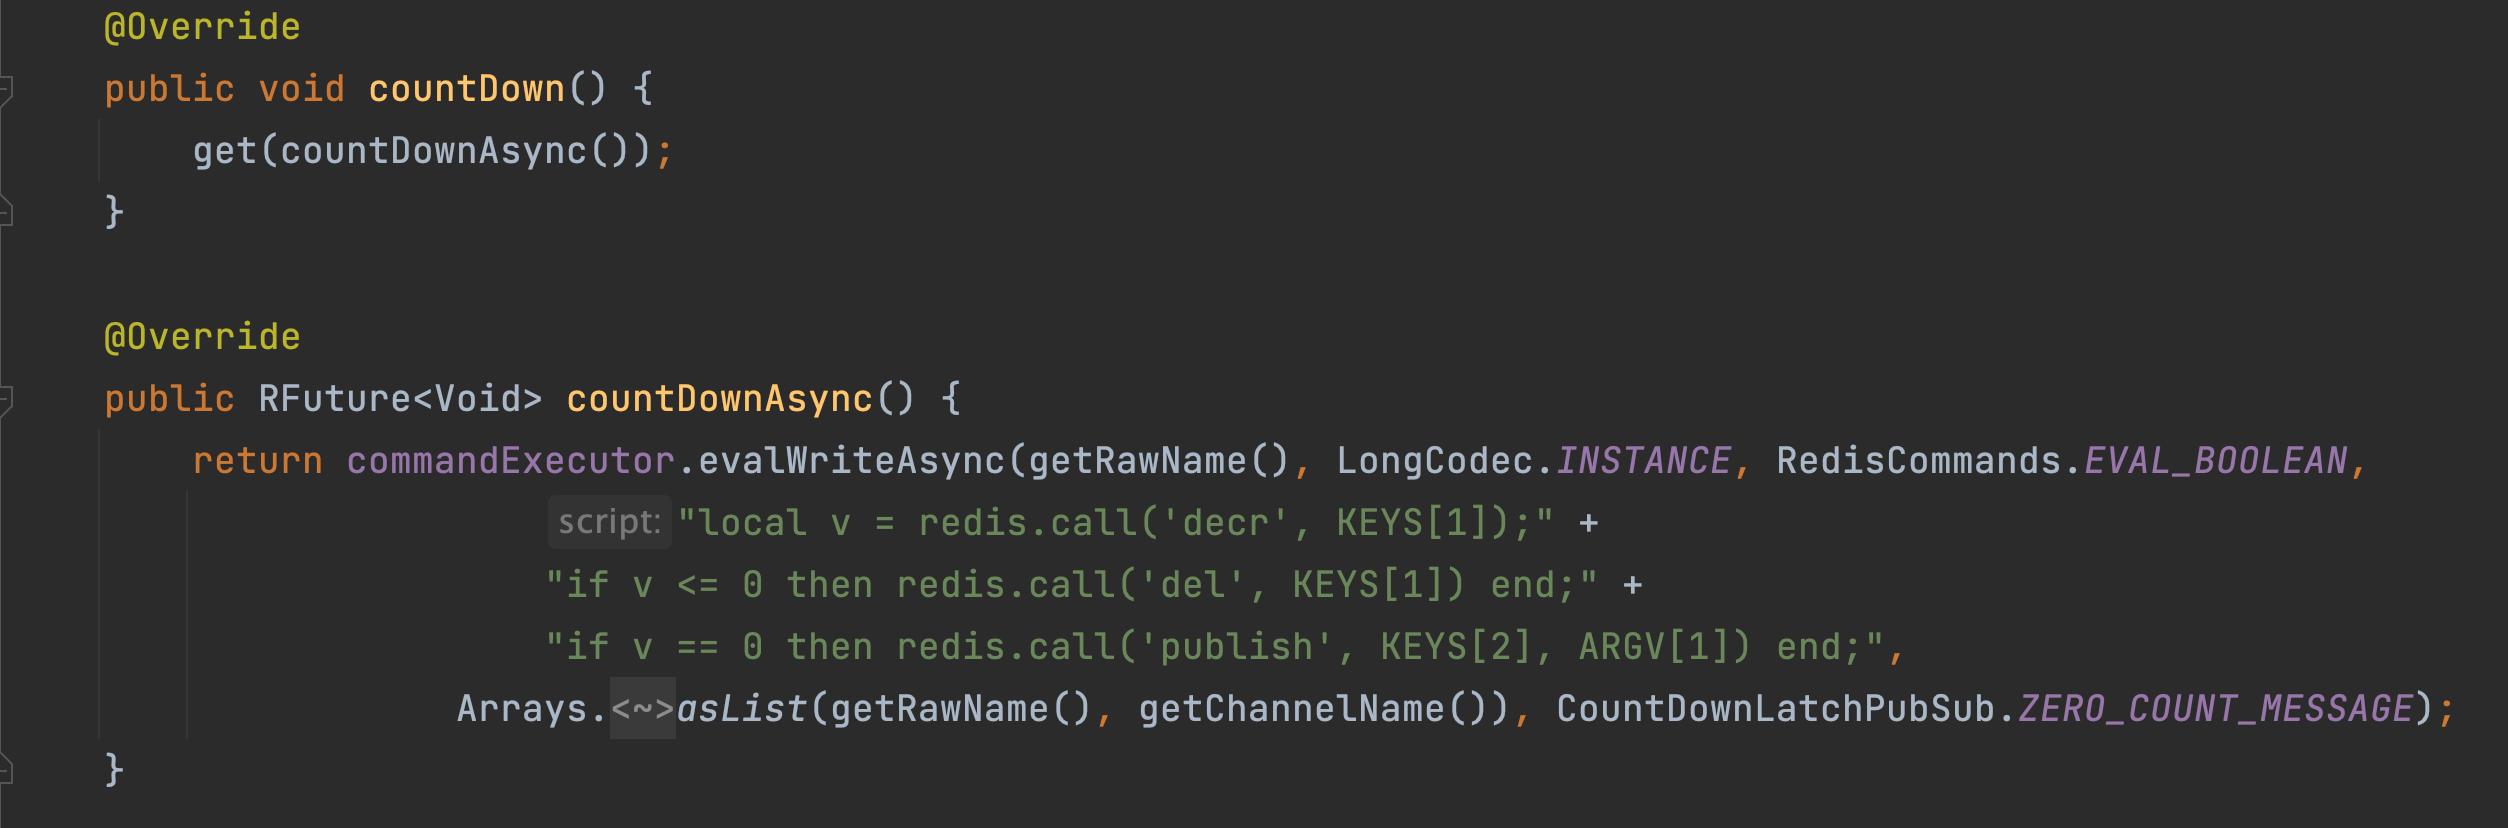 @Override
public void countDown() {
get(countDownAsync());
}
@Override
public RFuture<Void> countDownAsync() {
return commandExecutor.evalWriteAsync(getRawName(), LongCodec.INSTANCE, RedisCommands.EVAL_BOOLEAN,
script: "local v = redis.call('decr', KEYS[1]);" +
"if v <= 0 then redis.call('del', KEYS[1]) end;" +
"if v == 0 then redis.call('publish', KEYS[2], ARGV[1]) end;",
Arrays.<~>asList(getRawName(), getChannelName()), CountDownLatchPubSub.ZERO_COUNT_MESSAGE);
}